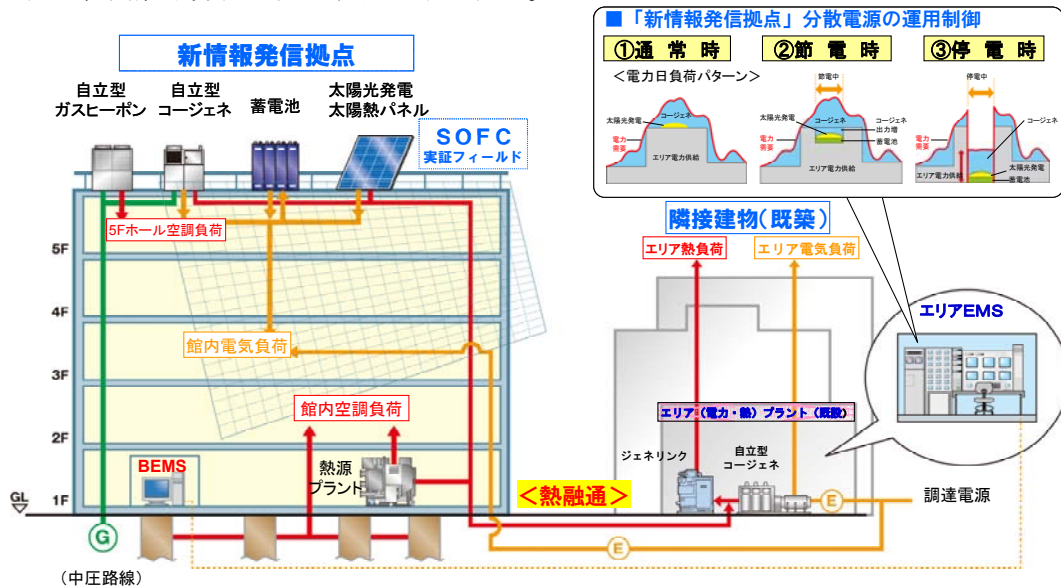 ■「新情報発信拠点」分散電源の運用制御
①通常時
②節電時
③停電時
<電力日負荷パターン>
コージェネ
太陽光発電
電力
需要
エリア電力供給
節電中
コージェネ
太陽光発電
コージェネ
出力増
蓄電池
電力
需要
エリア電力供給
停電中
コージェネ
電力
需要
太陽光発電
エリア電力供給
蓄電池
新情報発信拠点
自立型
ガスヒーポン
自立型
コージェネ
蓄電池
太陽光発電
太陽熱パネル
SOFC
実証フィールド
5Fホール空調負荷
5F
4F
館内電気負荷
3F
館内空調負荷
2F
BEMS
熱源
プラント
1F
GL
G
(中圧路線)
<熱融通>
E
隣接建物(既築)
エリア熱負荷
エリア電気負荷
エリアEMS
エリア(電力・熱)プラント(既設)
ジェネリンク
自立型
コージェネ
E
調達電源